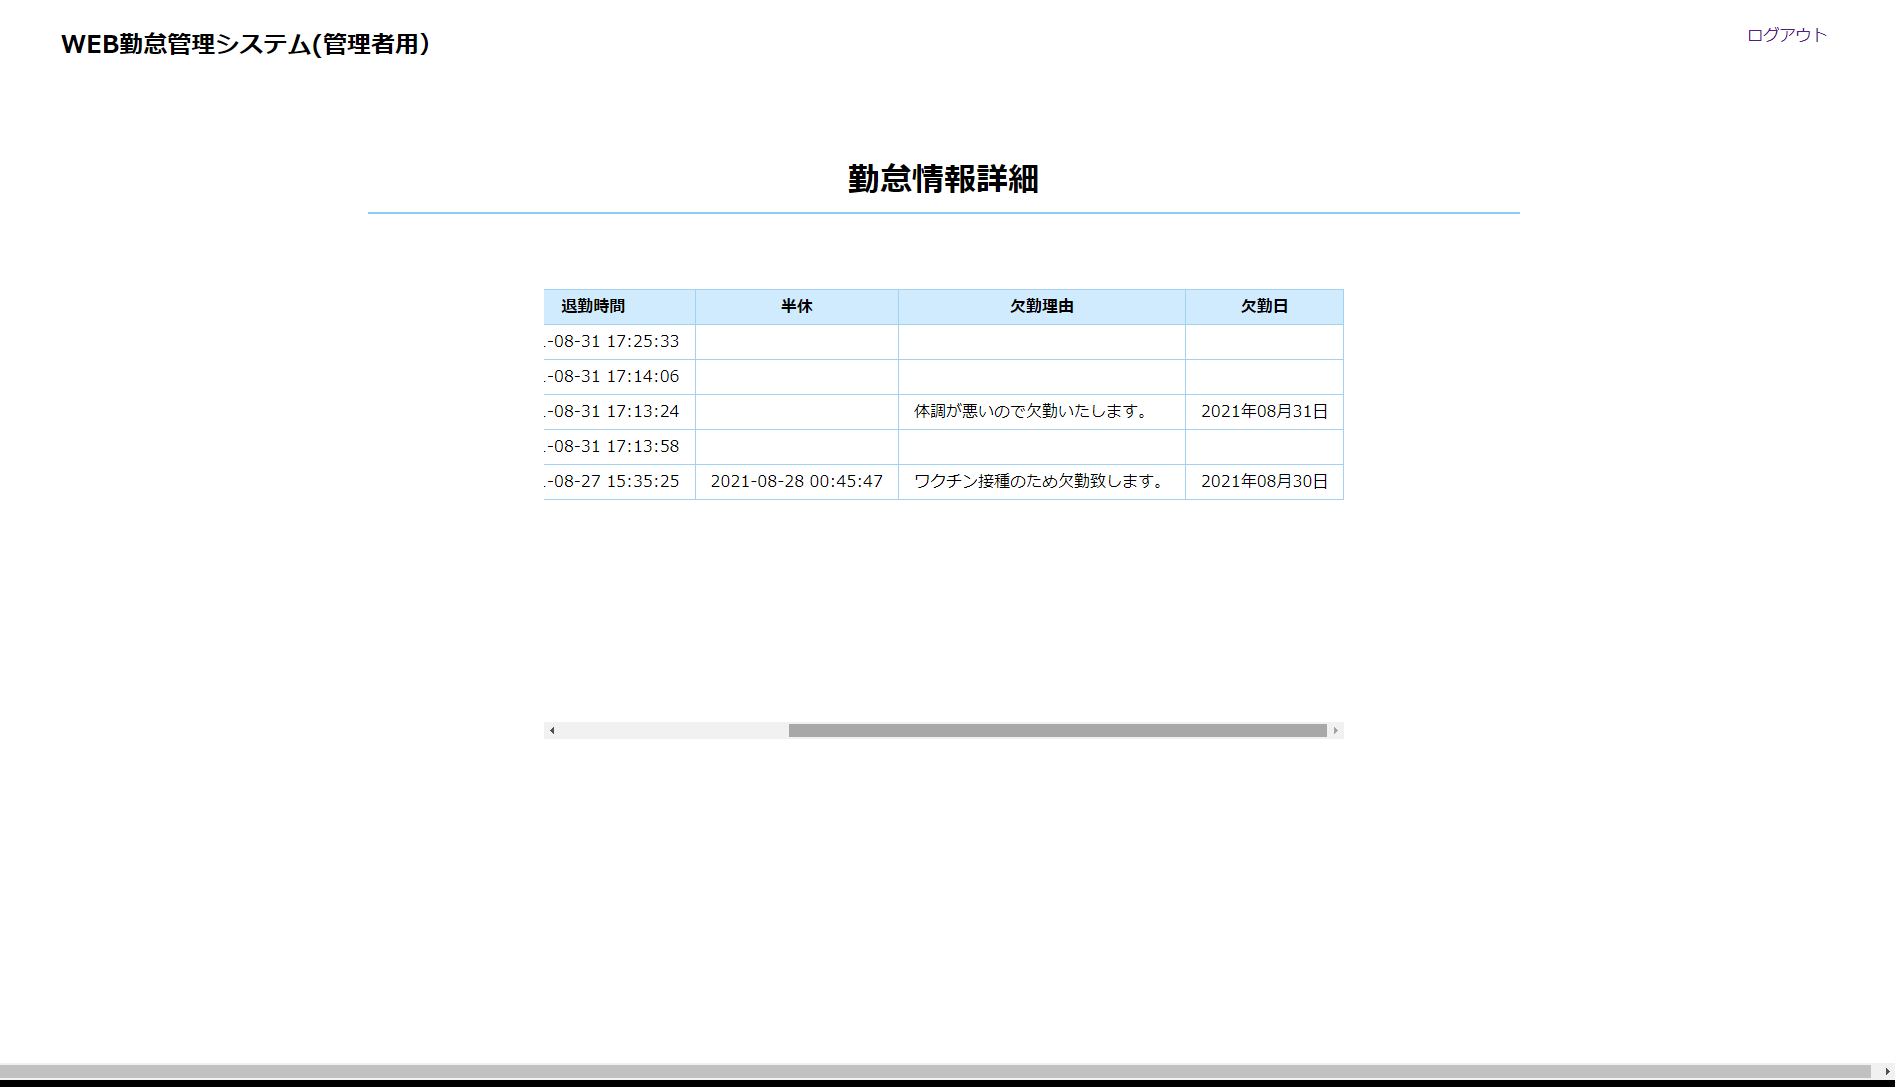 WEB勤怠管理システム(管理者用)
ログアウト
勤怠情報詳細
退勤時間 半休 欠勤理由 欠勤日
-08-31 17:25:33
-08-31 17:14:06
-08-31 17:13:24 体調が悪いので欠勤いたします。 2021年08月31日
-08-31 17:13:58
-08-27 15:35:25 2021-08-28 00:45:47 ワクチン接種のため欠勤致します。 2021年08月30日